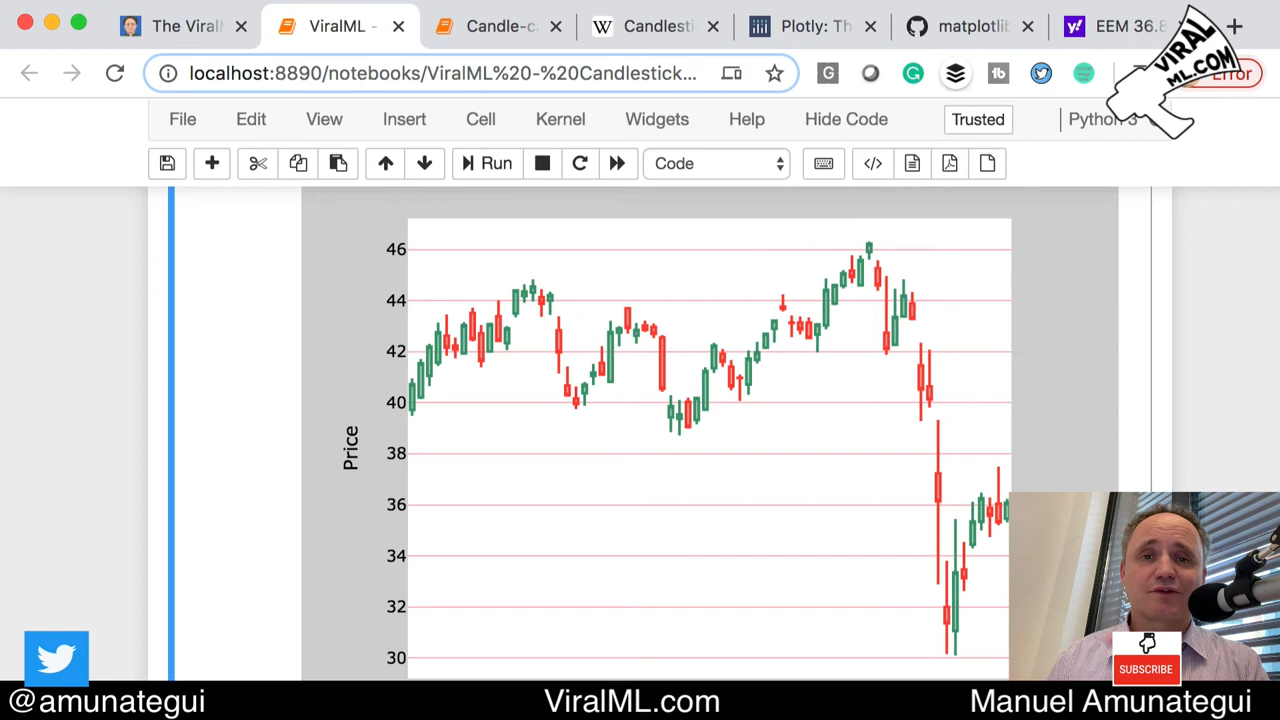 The Viral
ViralML -
Candle-c
Candlesti
Plotly: Th
matplotlib
EEM 36.8
VIRAL
ML.COM
localhost:8890/notebooks/ViralML%20-%20Candlestick...
Error
File Edit View Insert Cell Kernel Widgets Help Hide Code Trusted Python 3
Run
Code
46
44
42
40
38
36
34
32
30
Price
SUBSCRIBE
@amunategui
ViralML.com
Manuel Amunategui